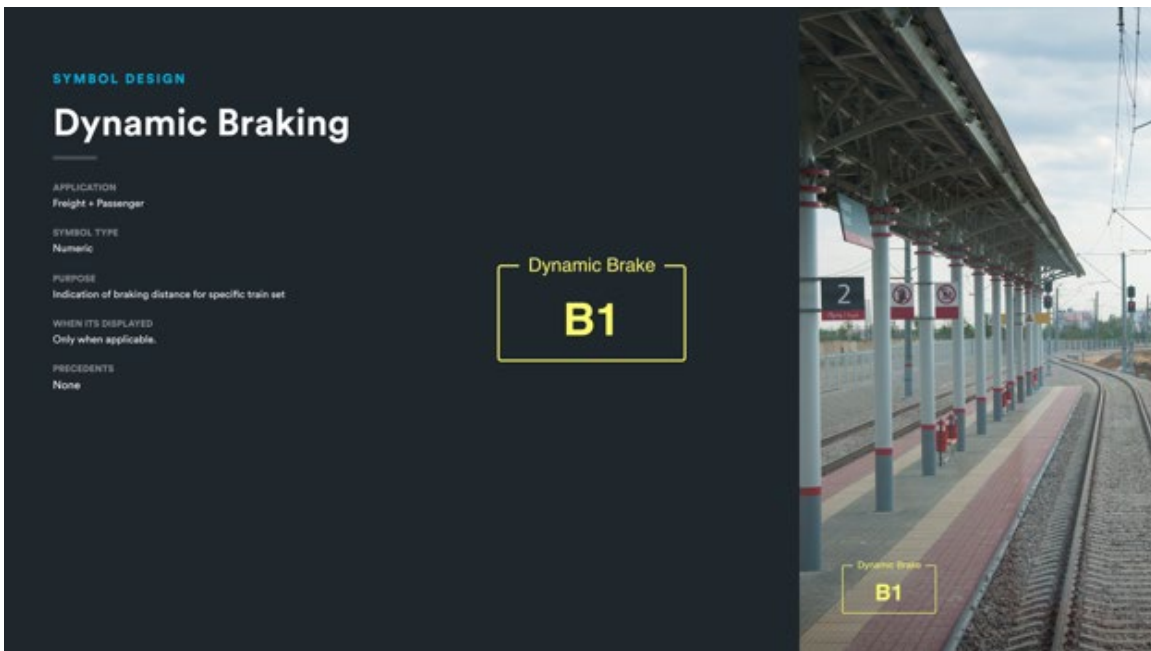 SYMBOL DESIGN
Dynamic Braking
APPLICATION
Freight + Passenger
SYMBOL TYPE
Numeric
PURPOSE
Indication of braking distance for specific train set
WHEN ITS DISPLAYED
Only when applicable.
PRECEDENTS
None
Dynamic Brake
B1
2
Dynamic Brake
B1